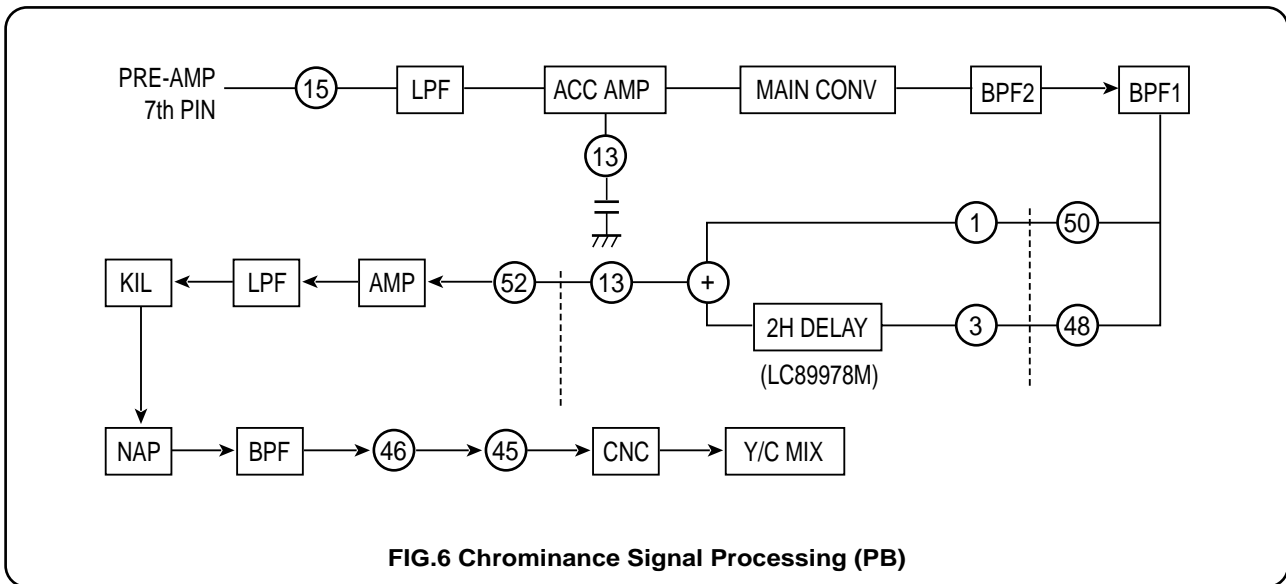 PRE-AMP
7th PIN
15
LPF
ACC AMP
MAIN CONV
BPF2
BPF1
13
1
50
KIL
LPF
AMP
52
13
+
2H DELAY
3
48
(LC89978M)
NAP
BPF
46
45
CNC
Y/C MIX
FIG.6 Chrominance Signal Processing (PB)